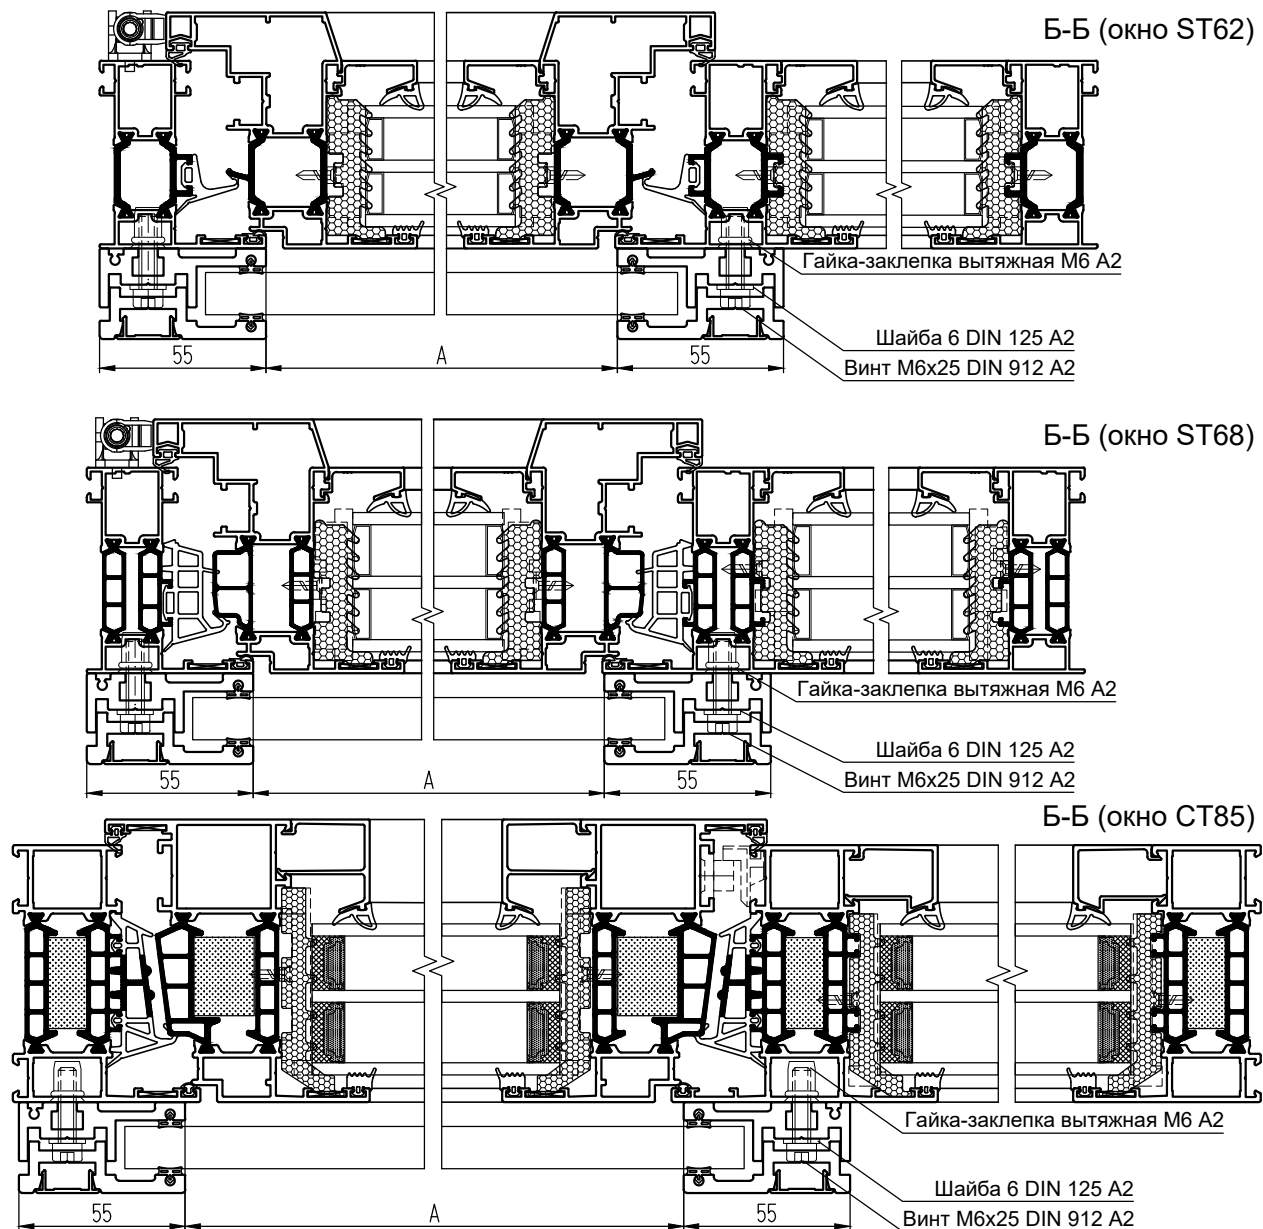 Б-Б (окно ST62)
Гайка-заклепка вытяжная М6 А2
Шайба 6 DIN 125 А2
Винт М6х25 DIN 912 А2
55
A
55
Б-Б (окно ST68)
Гайка-заклепка вытяжная М6 А2
Шайба 6 DIN 125 А2
Винт М6х25 DIN 912 А2
55
A
55
Б-Б (окно СТ85)
Гайка-заклепка вытяжная М6 А2
Шайба 6 DIN 125 А2
Винт М6х25 DIN 912 А2
55
A
55